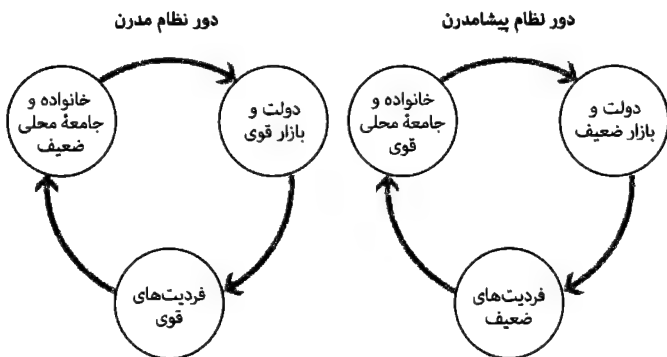 دور نظام پیشامدرن
خانواده و
جامعهٔ محلی
قوی
دولت و
بازار ضعیف
فردیت‌های
ضعیف
دور نظام مدرن
خانواده و
جامعهٔ محلی
ضعیف
دولت و
بازار قوی
فردیت‌های
قوی